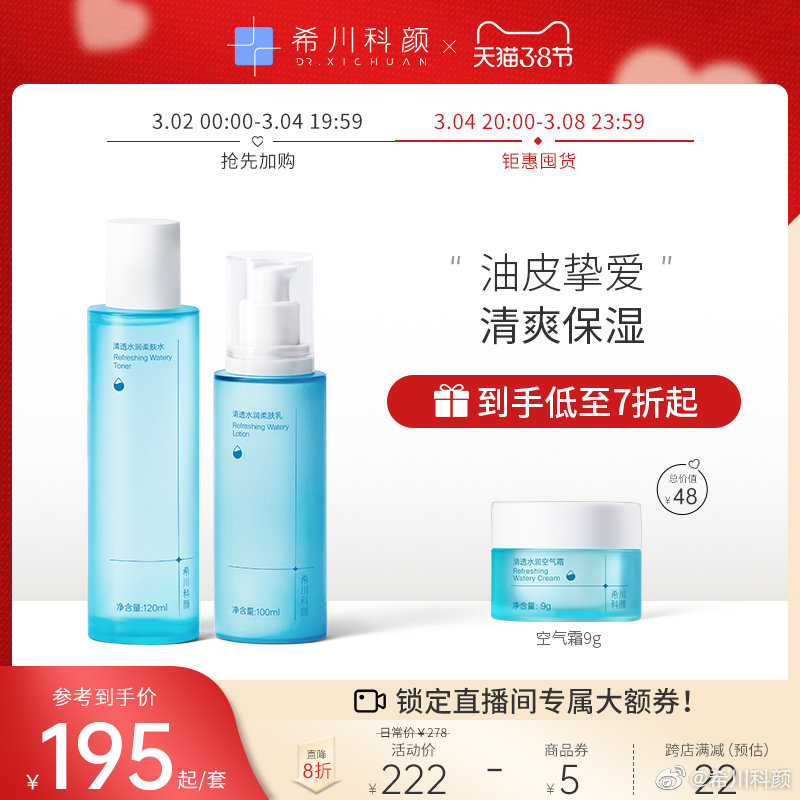 希川科颜
DR.XICHUAN
×
天猫3.8节
3.02 00:00-3.04 19:59
抢先加购
3.04 20:00-3.08 23:59
钜惠囤货
"油皮挚爱"
清爽保湿
到手低至7折起
清透水润柔肤水
Refreshing Watery
Toner
希川科颜
净含量:120ml
清透水润柔肤乳
Refreshing Watery
Lotion
希川科颜
净含量:100ml
总价值
¥48
清透水润空气霜
Refreshing
Watery Cream
希川科颜
净含量:9g
空气霜9g
参考到手价
¥195起/套
锁定直播间专属大额券!
直降
8折
日常价¥278
活动价
¥222
-
商品券
¥5
跨店满减(预估)
22
@希川科颜